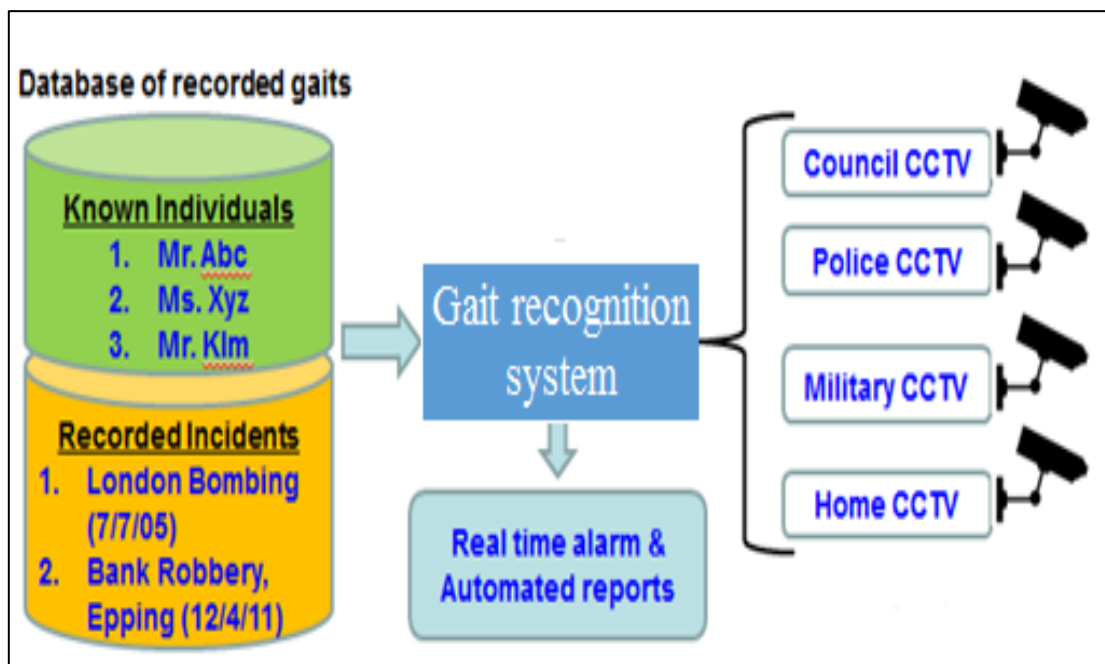 Database of recorded gaits
Known Individuals
1. Mr. Abc
2. Ms. Xyz
3. Mr. Klm
Recorded Incidents
1. London Bombing
(7/7/05)
2. Bank Robbery,
Epping (12/4/11)
Gait recognition
system
Real time alarm &
Automated reports
Council CCTV
Police CCTV
Military CCTV
Home CCTV